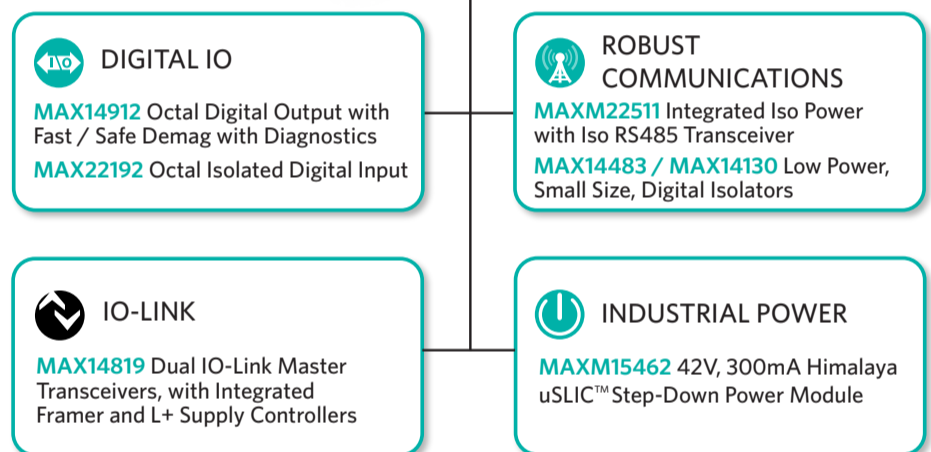 I\O
DIGITAL IO
MAX14912 Octal Digital Output with
Fast / Safe Demag with Diagnostics
MAX22192 Octal Isolated Digital Input
ROBUST
COMMUNICATIONS
MAXM22511 Integrated Iso Power
with Iso RS485 Transceiver
MAX14483 / MAX14130 Low Power,
Small Size, Digital Isolators
IO-LINK
MAX14819 Dual IO-Link Master
Transceivers, with Integrated
Framer and L+ Supply Controllers
INDUSTRIAL POWER
MAXM15462 42V, 300mA Himalaya
uSLIC™ Step-Down Power Module